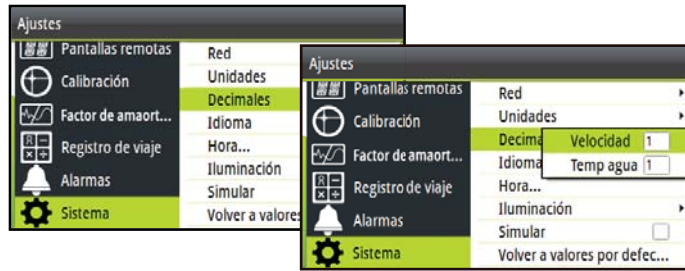 Ajustes
Pantallas remotas
Calibración
Factor de amaort...
Registro de viaje
Alarmas
Sistema
Red
Unidades
Decimales
Idioma
Hora...
Iluminación
Simular
Volver a valores
Ajustes
Pantallas remotas
Calibración
Factor de amaort...
Registro de viaje
Alarmas
Sistema
Red
Unidades
Decima
Idioma
Hora...
Iluminación
Simular
Volver a valores por defec...
Velocidad 1
Temp agua 1